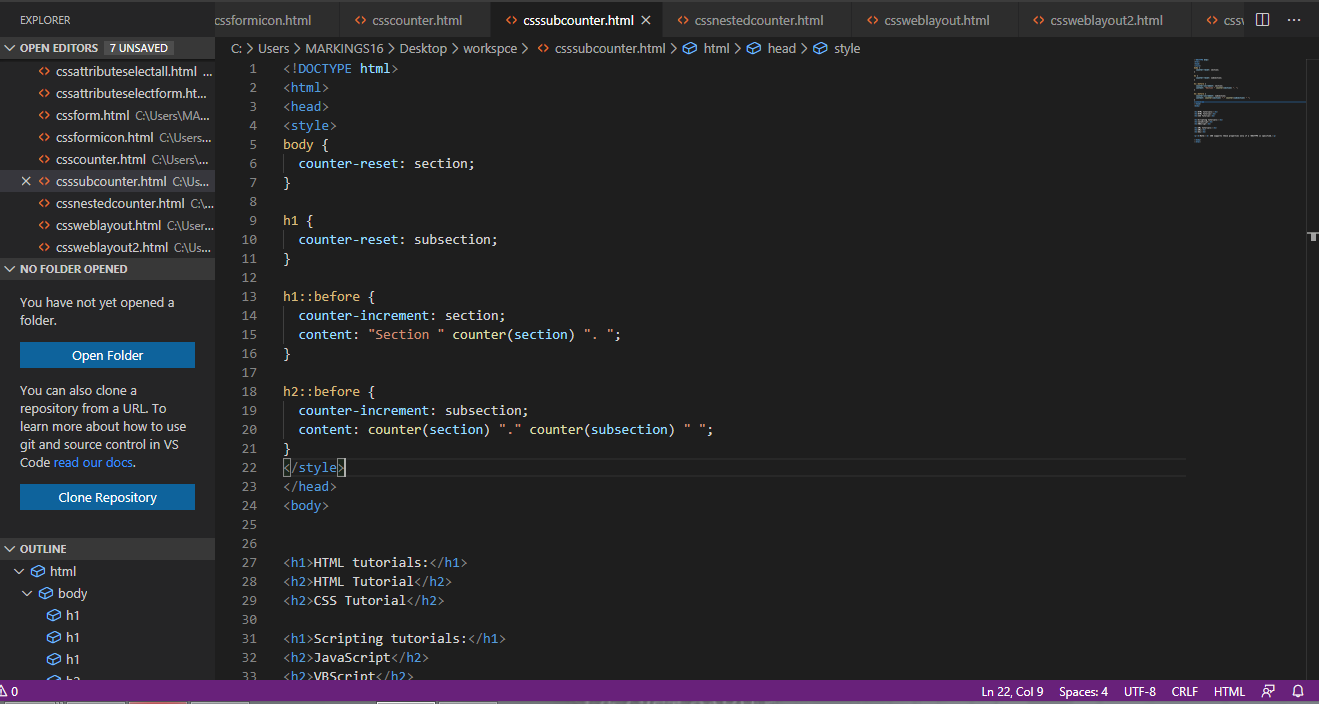 EXPLORER
OPEN EDITORS 7 UNSAVED
cssattributeselectall.html ...
cssattributeselectform.ht...
cssform.html C:\Users\MA...
cssformicon.html C:\Users...
csscounter.html C:\Users\...
csssubcounter.html C:\Us...
cssnestedcounter.html C:\...
cssweblayout.html C:\User...
cssweblayout2.html C:\Us...
NO FOLDER OPENED
You have not yet opened a
folder.
Open Folder
You can also clone a
repository from a URL. To
learn more about how to use
git and source control in VS
Code read our docs.
Clone Repository
OUTLINE
html
body
h1
h1
h1
h2
cssformicon.html csscounter.html csssubcounter.html cssnestedcounter.html cssweblayout.html cssweblayout2.html
C: > Users > MARKINGS16 > Desktop > workspce > csssubcounter.html > html > head > style
1 <!DOCTYPE html>
2 <html>
3 <head>
4 <style>
5 body {
6 counter-reset: section;
7 }
8
9 h1 {
10 counter-reset: subsection;
11 }
12
13 h1::before {
14 counter-increment: section;
15 content: "Section " counter(section) ". ";
16 }
17
18 h2::before {
19 counter-increment: subsection;
20 content: counter(section) "." counter(subsection) " ";
21 }
22 </style>
23 </head>
24 <body>
25
26
27 <h1>HTML tutorials:</h1>
28 <h2>HTML Tutorial</h2>
29 <h2>CSS Tutorial</h2>
30
31 <h1>Scripting tutorials:</h1>
32 <h2>JavaScript</h2>
33 <h2>VBScript</h2>
0 Ln 22, Col 9 Spaces: 4 UTF-8 CRLF HTML